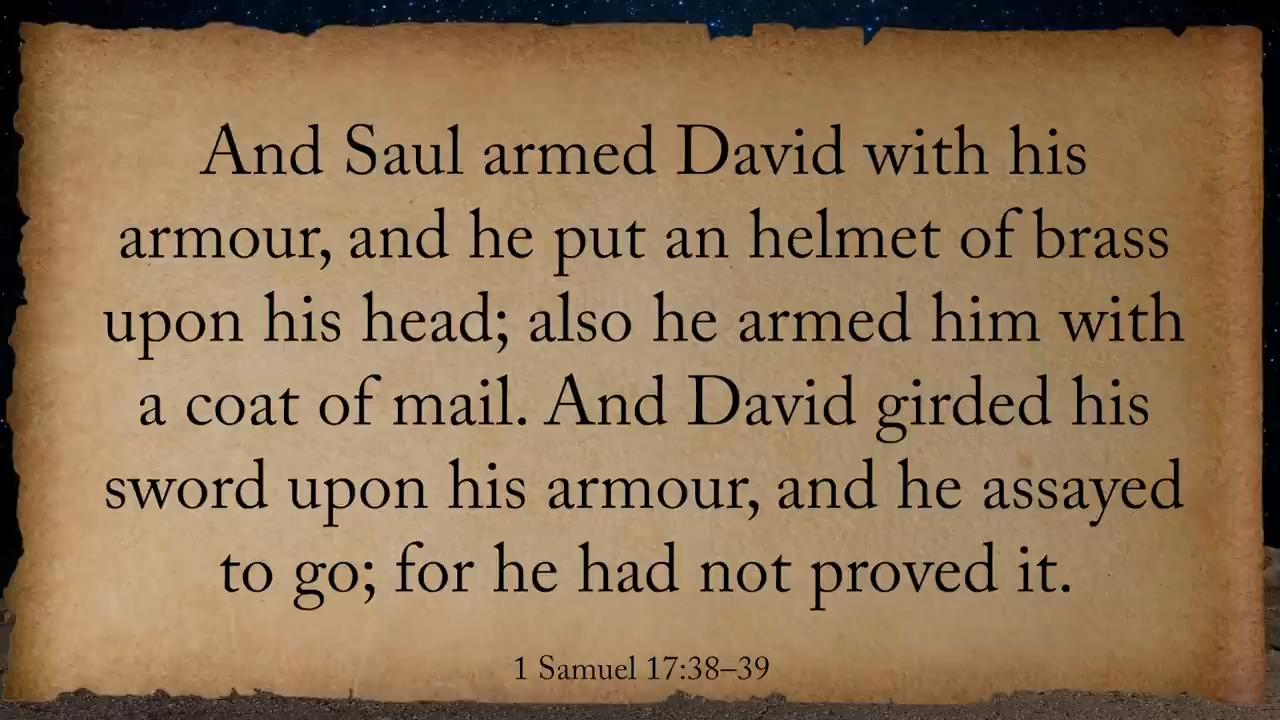 And Saul armed David with his
armour, and he put an helmet of brass
upon his head; also he armed him with
a coat of mail. And David girded his
sword upon his armour, and he assayed
to go; for he had not proved it.
1 Samuel 17:38–39